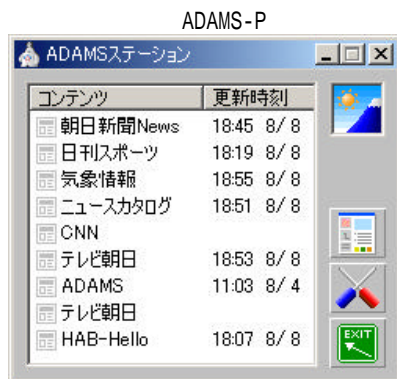 ADAMS-P
ADAMSステーション
コンテンツ 更新時刻
朝日新聞News 18:45 8/ 8
日刊スポーツ 18:19 8/ 8
気象情報 18:55 8/ 8
ニュースカタログ 18:51 8/ 8
CNN
テレビ朝日 18:53 8/ 8
ADAMS 11:03 8/ 4
テレビ朝日
HAB-Hello 18:07 8/ 8
EXIT